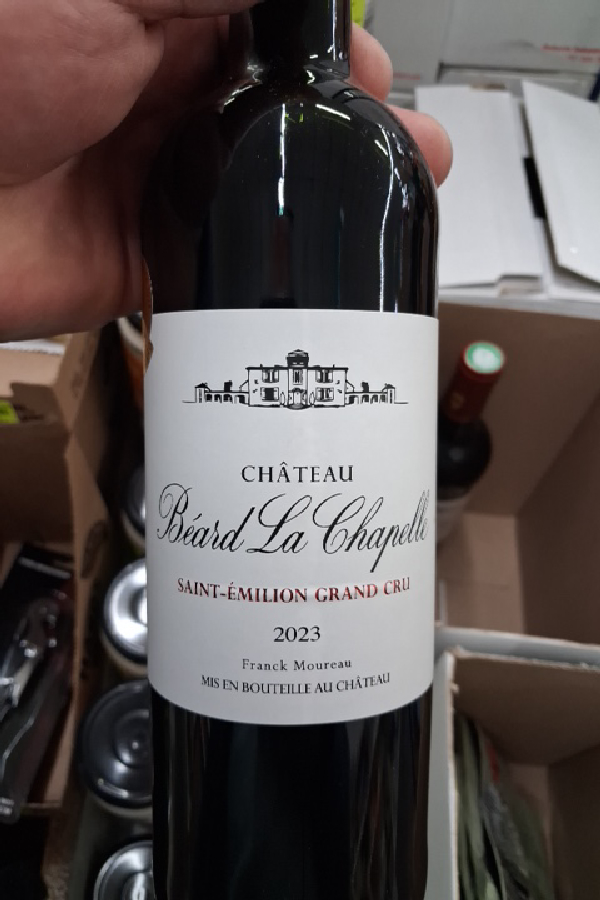 CHÂTEAU
Béard La Chapelle
SAINT-ÉMILION GRAND CRU
2023
Franck Moureau
MIS EN BOUTEILLE AU CHÂTEAU